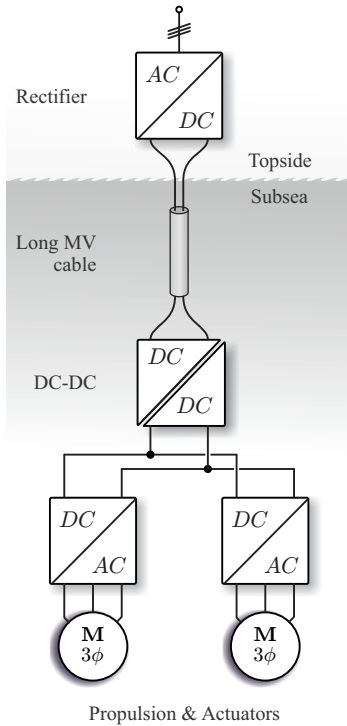 AC
DC
Rectifier
Topside
Subsea
Long MV
cable
DC
DC-DC
DC
DC
AC
DC
AC
M
3ϕ
M
3ϕ
Propulsion & Actuators